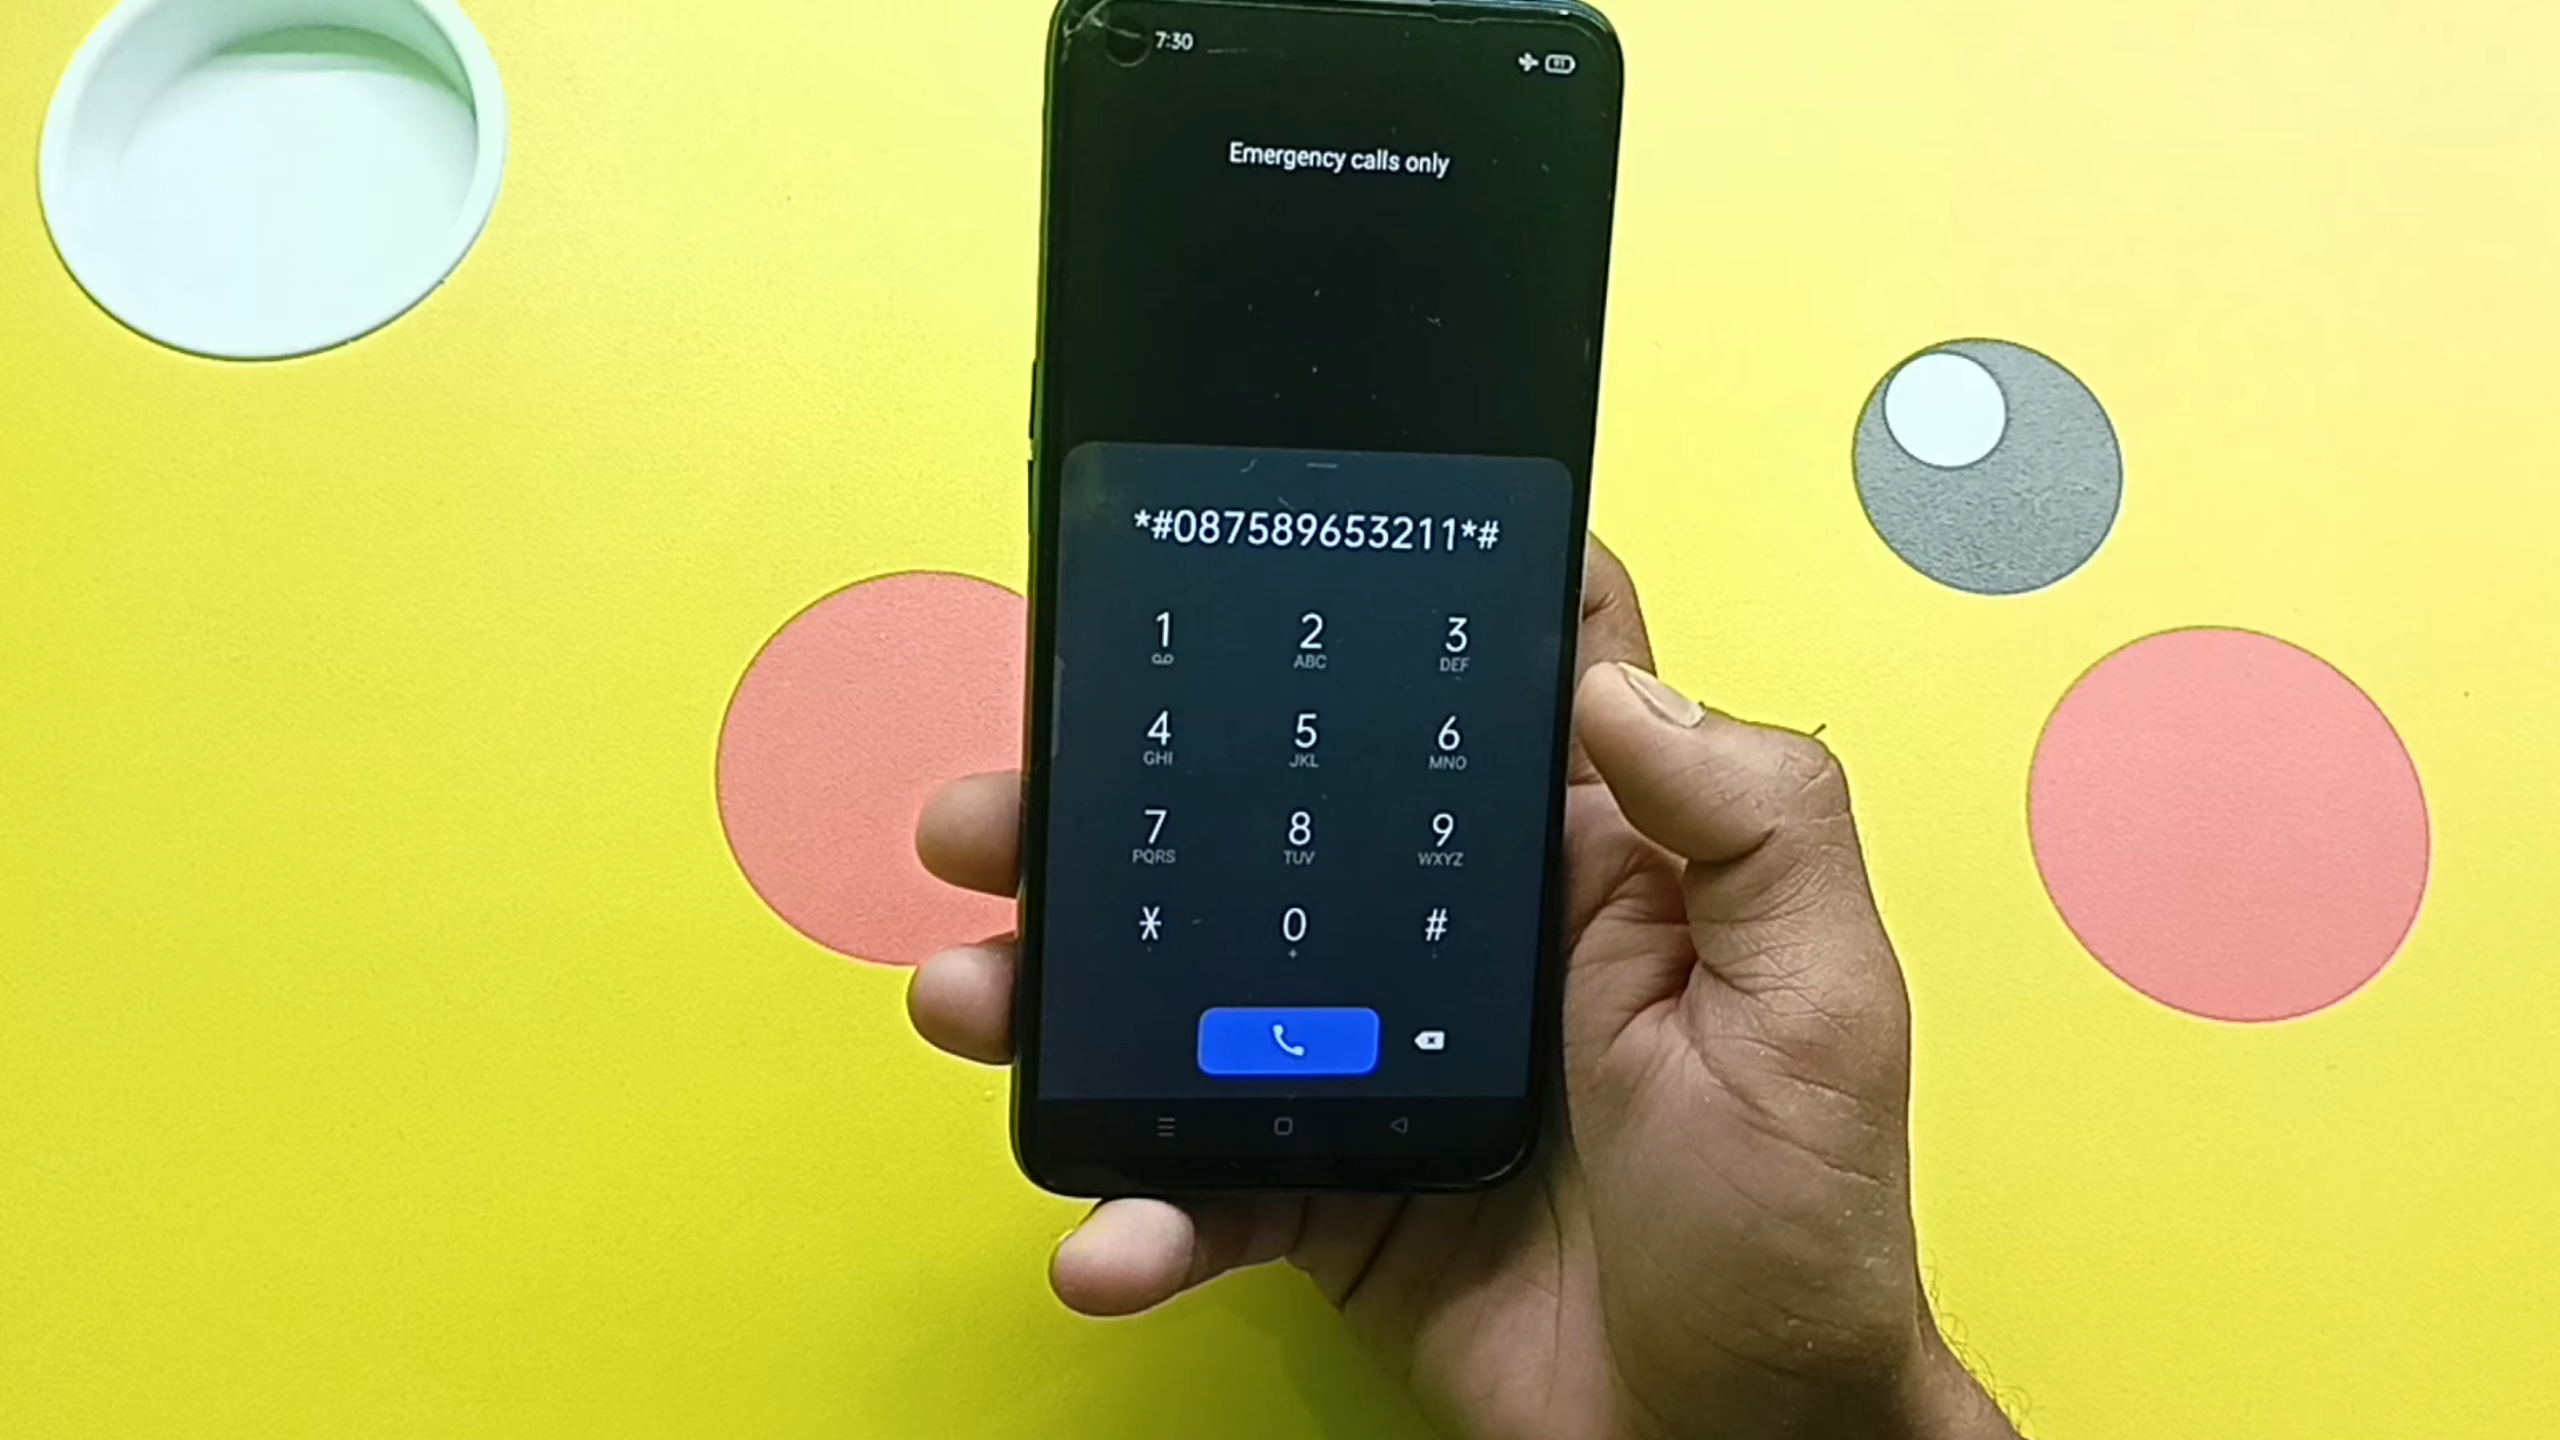 7:30
Emergency calls only
*#087589653211*#
1 2 3
ABC DEF
4 5 6
GHI JKL MNO
7 8 9
PQRS TUV WXYZ
* 0 #
+